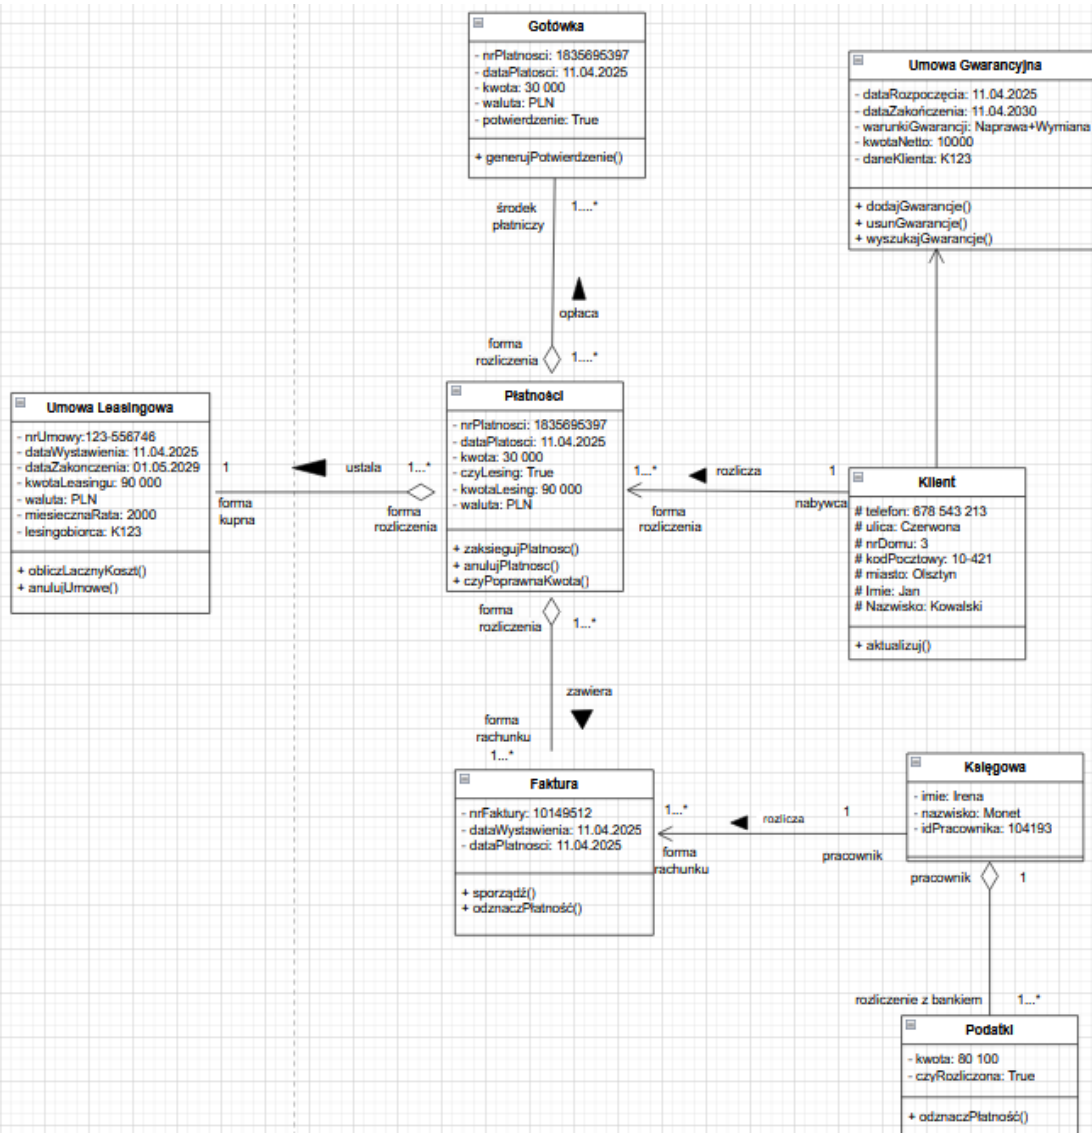 Gotówka
- nrPlatnosci: 1835695397
- dataPlatosci: 11.04.2025
- kwota: 30 000
- waluta: PLN
- potwierdzenie: True
+ generujPotwierdzenie()
Umowa Gwarancyjna
- dataRozpoczęcia: 11.04.2025
- dataZakończenia: 11.04.2030
- warunkiGwarancji: Naprawa+Wymiana
- kwotaNetto: 10000
- daneKlienta: K123
+ dodajGwarancje()
+ usunGwarancje()
+ wyszukajGwarancje()
środek
płatniczy
1....*
opłaca
forma
rozliczenia
1....*
Umowa Leasingowa
- nrUmowy:123-556746
- dataWystawienia: 11.04.2025
- dataZakonczenia: 01.05.2029
- kwotaLeasingu: 90 000
- waluta: PLN
- miesiecznaRata: 2000
- lesingobiorca: K123
+ obliczLacznyKoszt()
+ anulujUmowe()
1
ustala
1...*
forma
kupna
forma
rozliczenia
Płatności
- nrPlatnosci: 1835695397
- dataPlatosci: 11.04.2025
- kwota: 30 000
- czyLesing: True
- kwotaLesing: 90 000
- waluta: PLN
+ zaksiegujPlatnosc()
+ anulujPlatnosc()
+ czyPoprawnaKwota()
1...*
rozlicza
1
nabywca
forma
rozliczenia
Klient
# telefon: 678 543 213
# ulica: Czerwona
# nrDomu: 3
# kodPocztowy: 10-421
# miasto: Olsztyn
# Imie: Jan
# Nazwisko: Kowalski
+ aktualizuj()
forma
rozliczenia
1...*
zawiera
forma
rachunku
1...*
Faktura
- nrFaktury: 10149512
- dataWystawienia: 11.04.2025
- dataPlatnosci: 11.04.2025
+ sporządź()
+ odznaczPłatność()
1...*
rozlicza
1
forma
rachunku
pracownik
Księgowa
- imie: Irena
- nazwisko: Monet
- idPracownika: 104193
pracownik
1
rozliczenie z bankiem
1...*
Podatki
- kwota: 80 100
- czyRozliczona: True
+ odznaczPłatność()